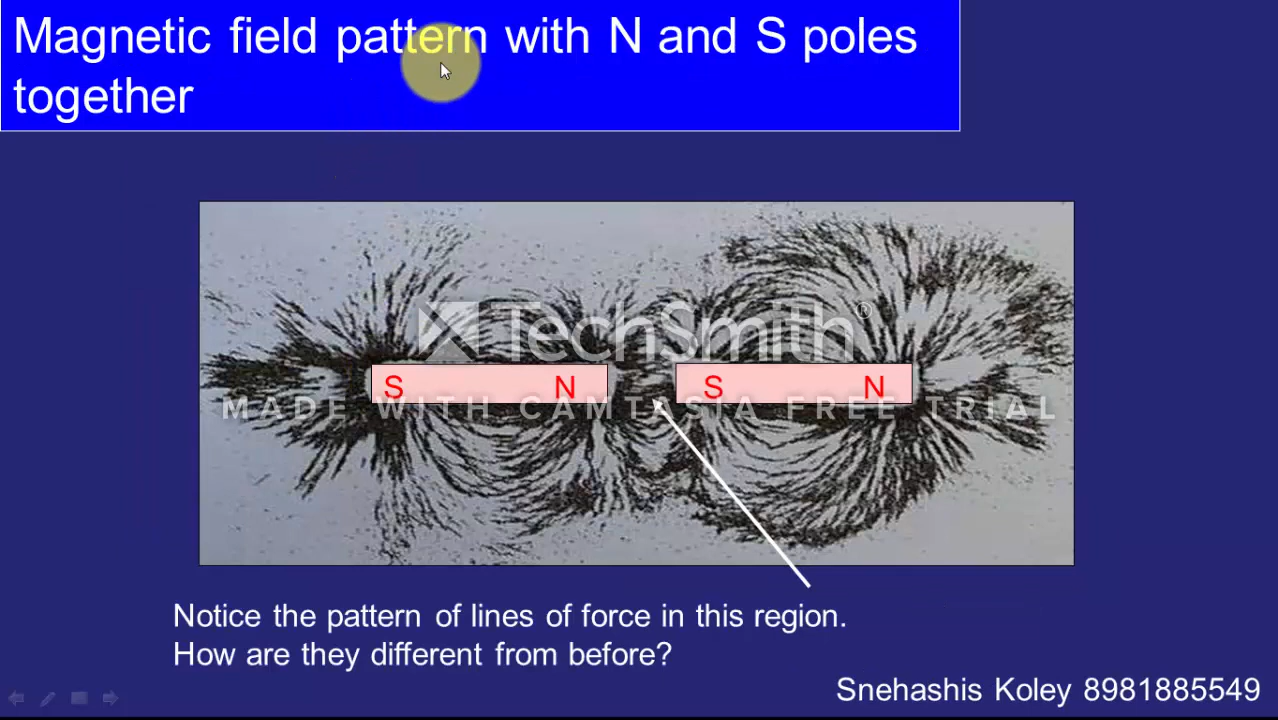 Magnetic field pattern with N and S poles
together
TechSmith®
S N S N
MADE WITH CAMTASIA FREE TRIAL
Notice the pattern of lines of force in this region.
How are they different from before?
Snehashis Koley 8981885549